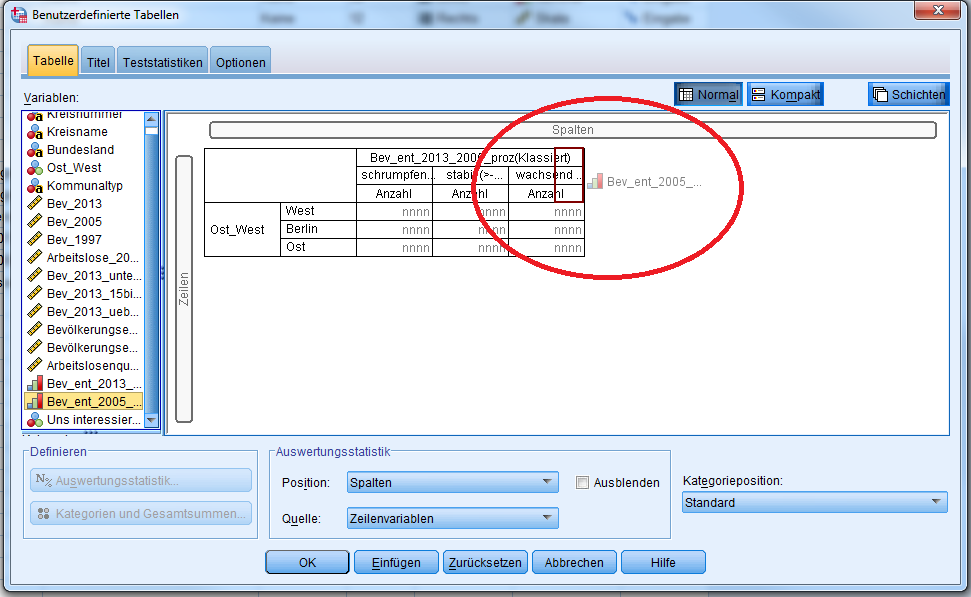 Benutzerdefinierte Tabellen
Tabelle Titel Teststatistiken Optionen
Variablen:
Normal Kompakt Schichten
Kreisnummer
Kreisname
Bundesland
Ost_West
Kommunaltyp
Bev_2013
Bev_2005
Bev_1997
Arbeitslose_20...
Bev_2013_unte...
Bev_2013_15bi...
Bev_2013_ueb...
Bevölkerungse...
Bevölkerungse...
Arbeitslosenqu...
Bev_ent_2013_...
Bev_ent_2005_...
Uns interessier...
Spalten
Zeilen
Bev_ent_2013_2005_proz(Klassiert)
schrumpfen... stabil (>-... wachsend ...
Anzahl Anzahl Anzahl
Ost_West
West nnnn nnnn nnnn
Berlin nnnn nnnn nnnn
Ost nnnn nnnn nnnn
Bev_ent_2005_...
Definieren
N% Auswertungsstatistik...
Kategorien und Gesamtsummen...
Auswertungsstatistik
Position: Spalten Ausblenden
Quelle: Zeilenvariablen
Kategorieposition:
Standard
OK Einfügen Zurücksetzen Abbrechen Hilfe